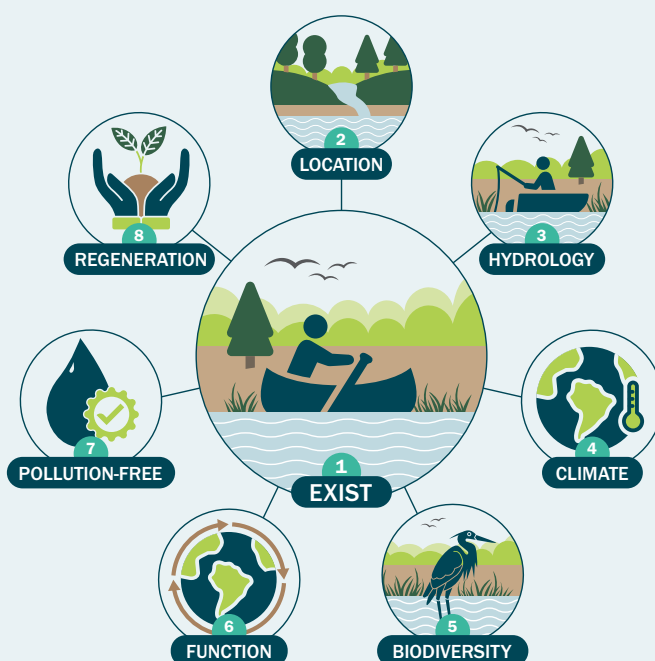 1
EXIST
2
LOCATION
3
HYDROLOGY
4
CLIMATE
5
BIODIVERSITY
6
FUNCTION
7
POLLUTION-FREE
8
REGENERATION